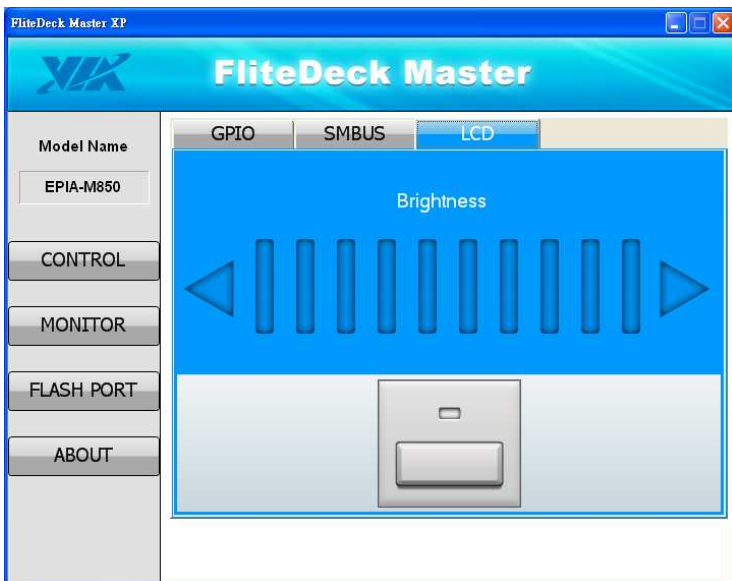 FliteDeck Master XP
VIA
FliteDeck Master
Model Name
EPIA-M850
CONTROL
MONITOR
FLASH PORT
ABOUT
GPIO
SMBUS
LCD
Brightness